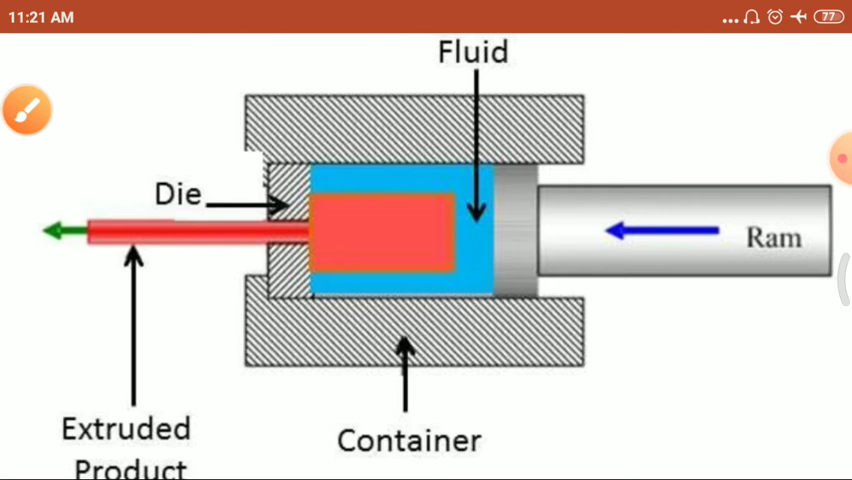 11:21 AM
77
Fluid
Die
Ram
Extruded
Product
Container